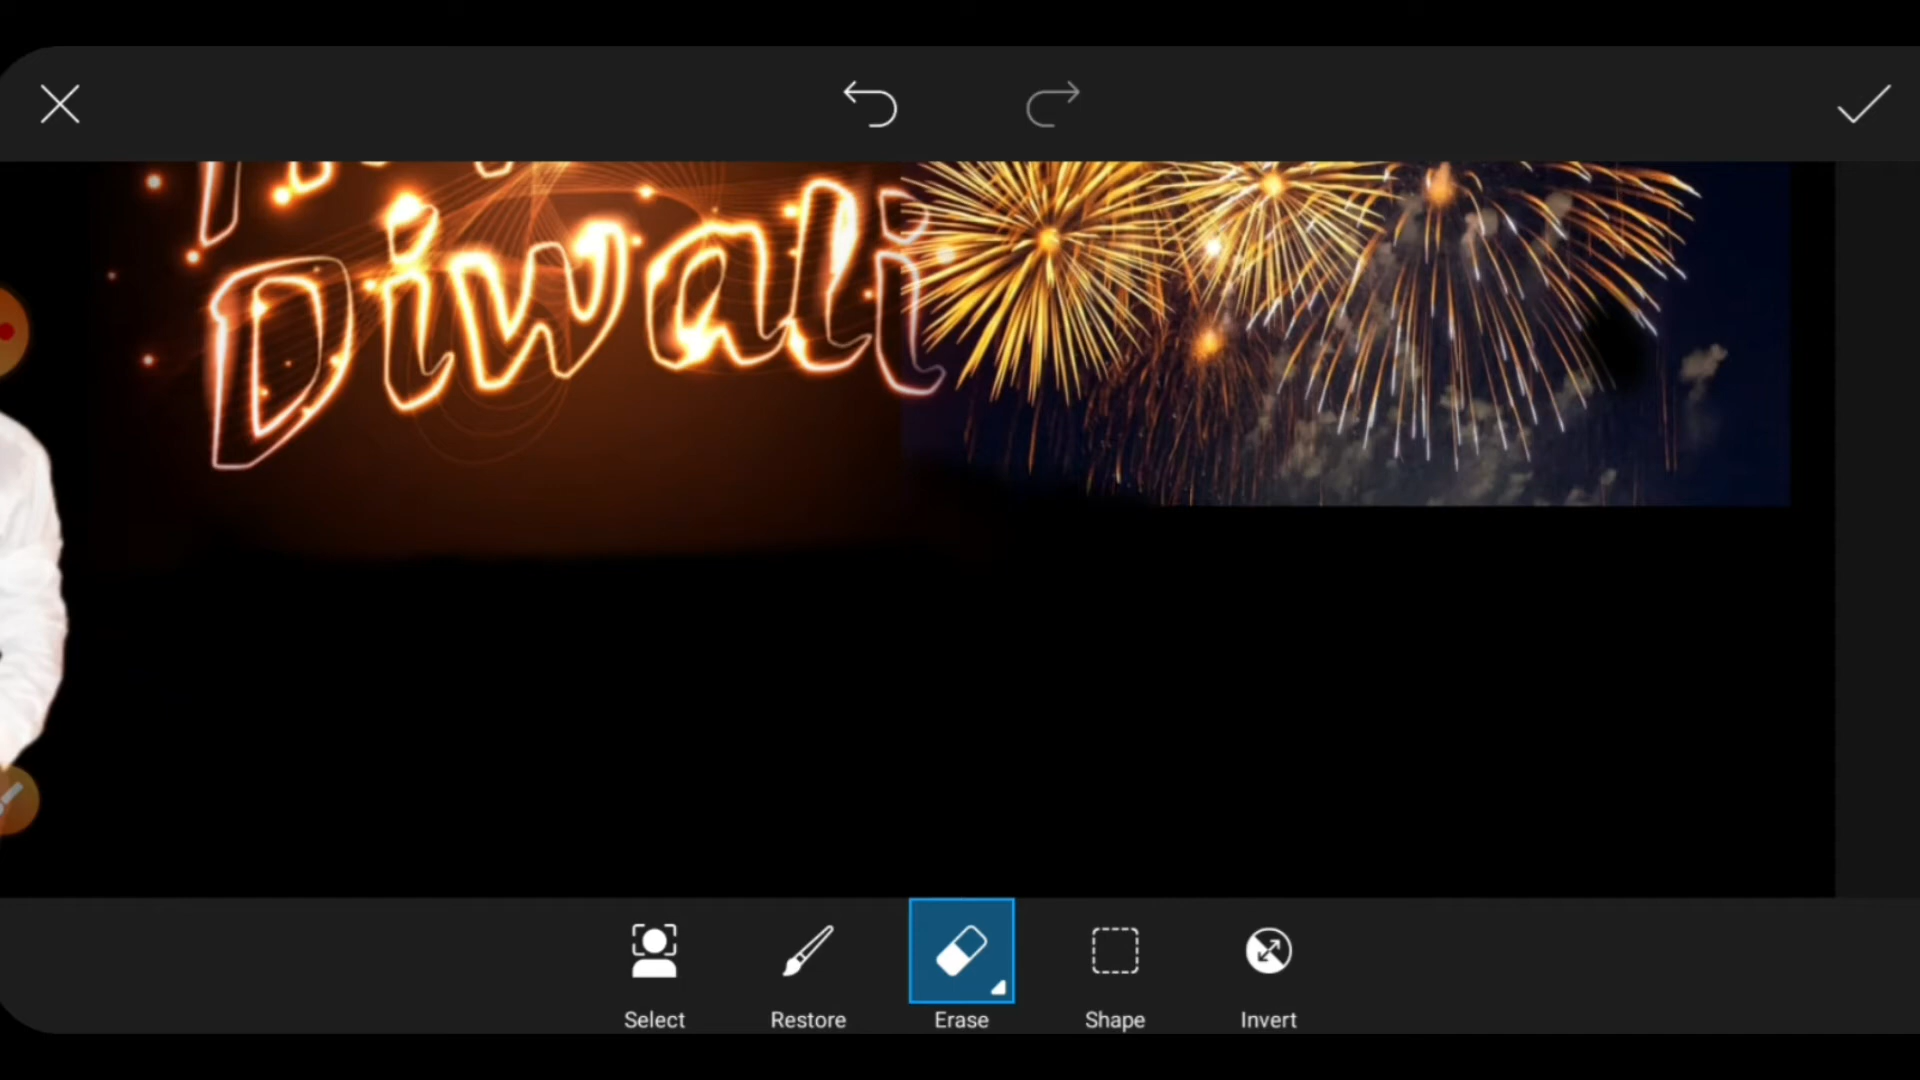 Diwali
Select
Restore
Erase
Shape
Invert